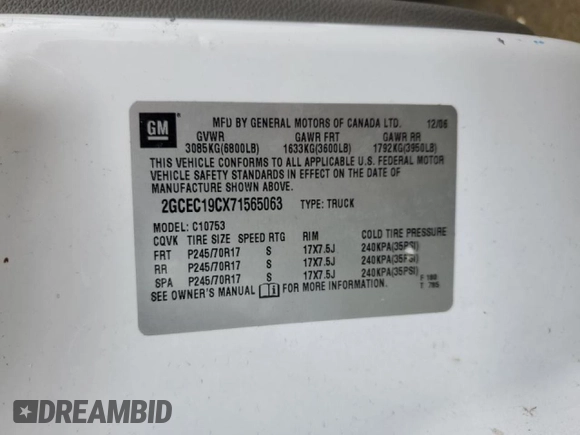 GM
MFD BY GENERAL MOTORS OF CANADA LTD. 12/06
GVWR GAWR FRT GAWR RR
3085KG(6800LB) 1633KG(3600LB) 1792KG(3950LB)
THIS VEHICLE CONFORMS TO ALL APPLICABLE U.S. FEDERAL MOTOR
VEHICLE SAFETY STANDARDS IN EFFECT ON THE DATE OF
MANUFACTURE SHOWN ABOVE.
2GCEC19CX71565063 TYPE: TRUCK
MODEL: C10753
CQVK TIRE SIZE SPEED RTG RIM COLD TIRE PRESSURE
FRT P245/70R17 S 17X7.5J 240KPA(35PSI)
RR P245/70R17 S 17X7.5J 240KPA(35PSI)
SPA P245/70R17 S 17X7.5J 240KPA(35PSI)
SEE OWNER'S MANUAL FOR MORE INFORMATION
T 785
DREAMBID